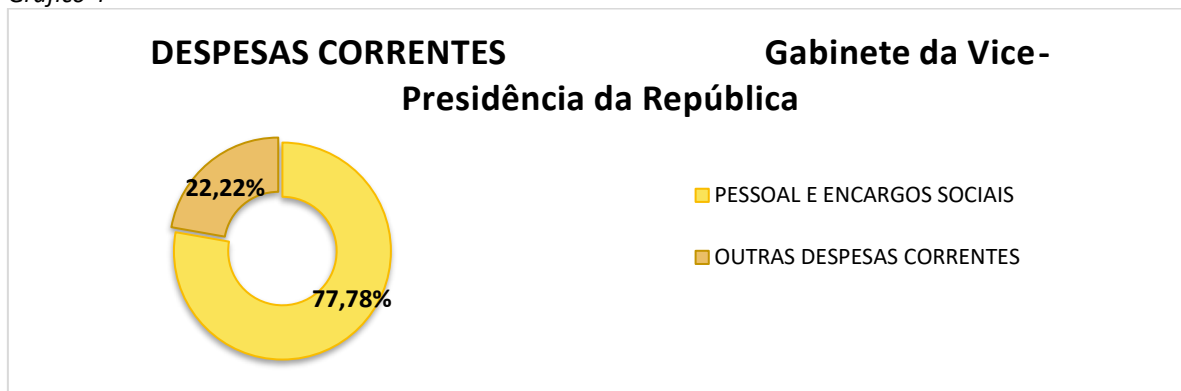 DESPESAS CORRENTES Gabinete da Vice-
Presidência da República
22,22%
77,78%
PESSOAL E ENCARGOS SOCIAIS
OUTRAS DESPESAS CORRENTES